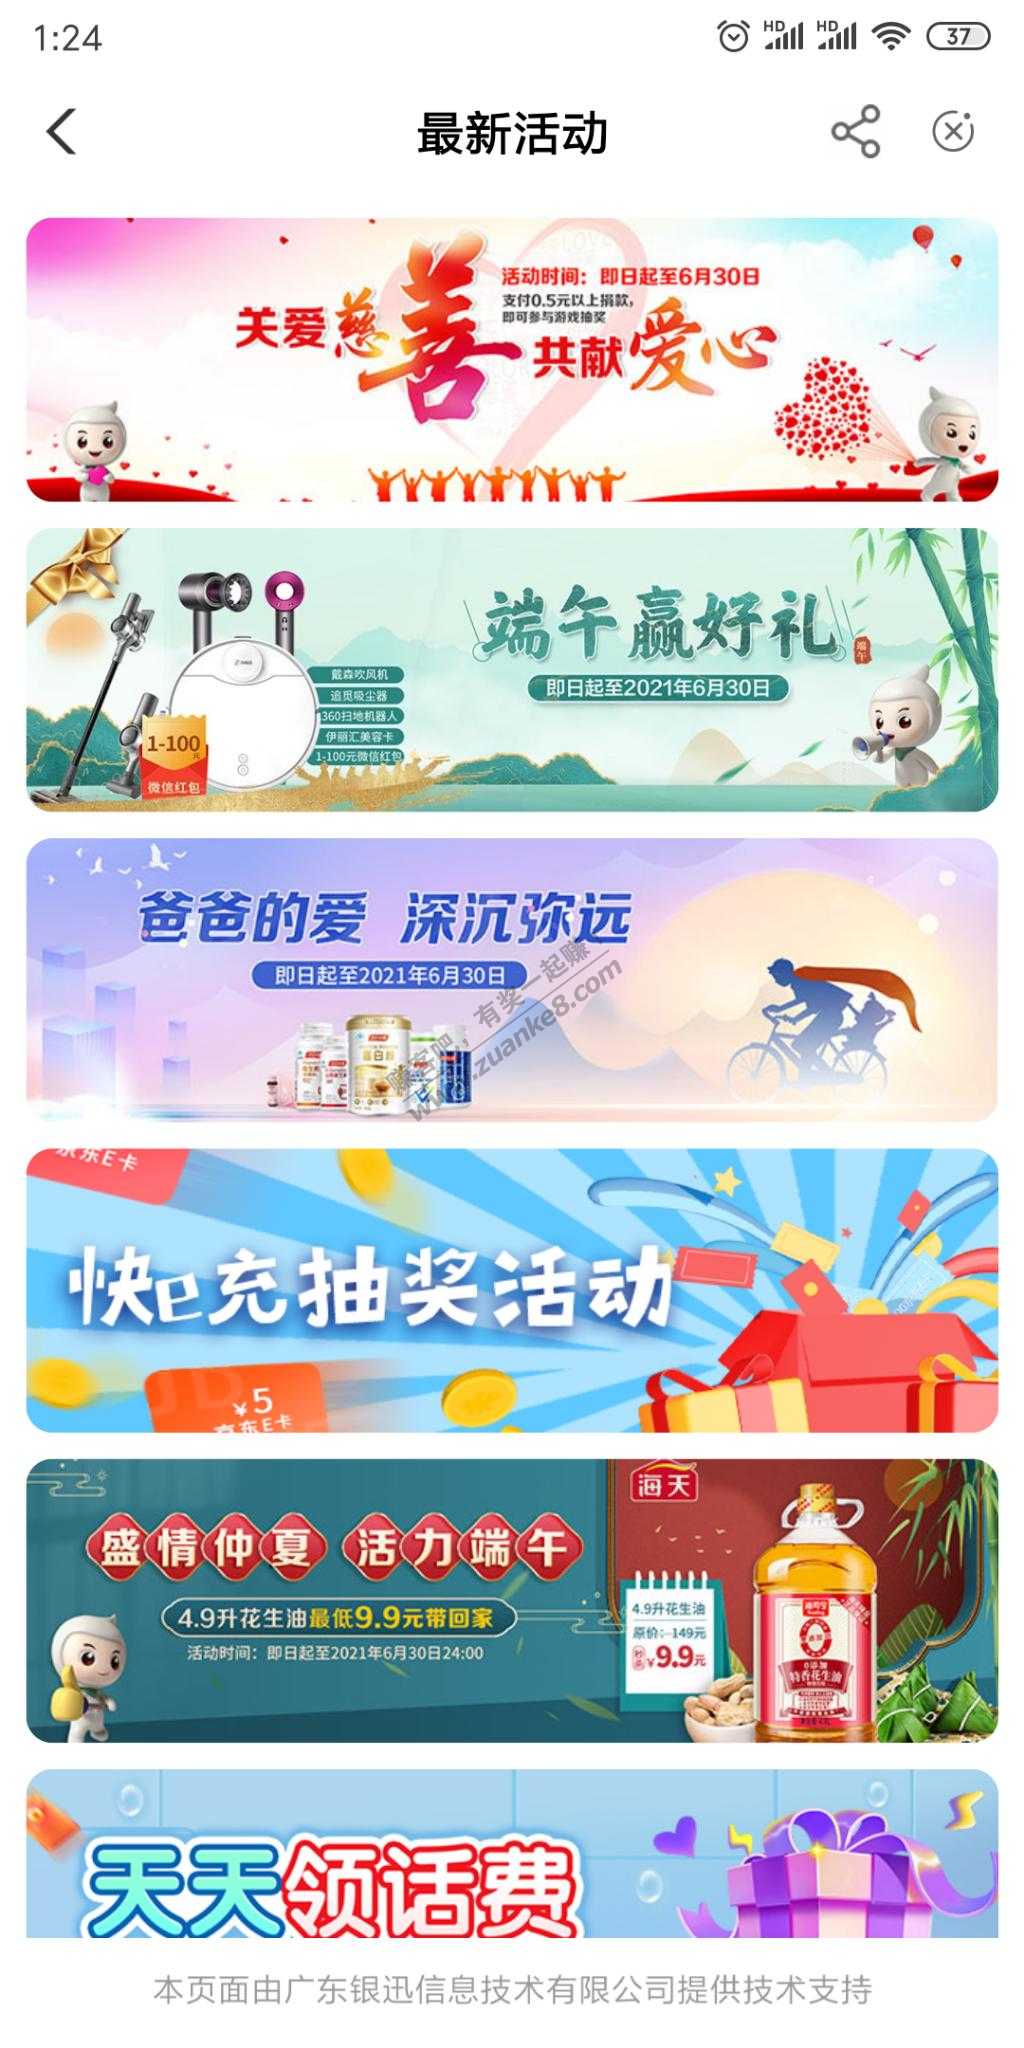 1:24
HD
HD
37
最新活动
活动时间：即日起至6月30日
支付0.5元以上捐款，
即可参与游戏抽奖
关爱慈善共献爱心
端午赢好礼
端午
即日起至2021年6月30日
戴森吹风机
追觅吸尘器
360扫地机器人
伊丽汇美容卡
1-100元微信红包
1-100元
微信红包
爸爸的爱 深沉弥远
即日起至2021年6月30日
蛋白粉
赚客吧，有奖一起赚
www.zuanke8.com
京东E卡
快e充抽奖活动
¥5
京东E卡
海天
盛情仲夏 活力端午
4.9升花生油最低9.9元带回家
活动时间：即日起至2021年6月30日24:00
4.9升花生油
原价：149元
¥9.9元
特香花生油
天天领话费
本页面由广东银迅信息技术有限公司提供技术支持